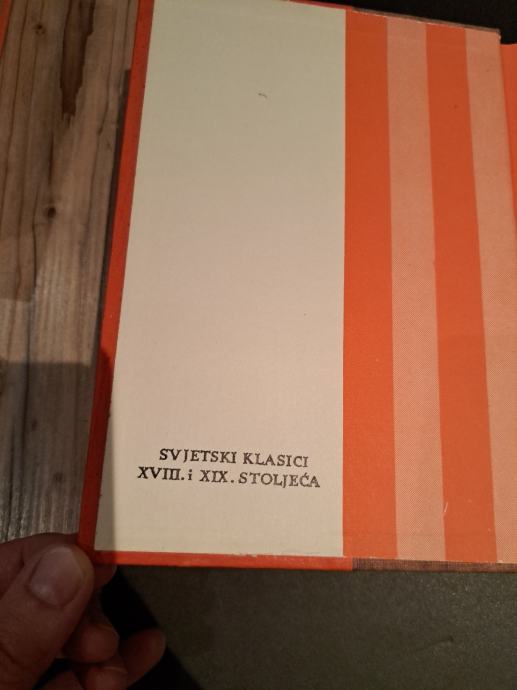 SVJETSKI KLASICI
XVIII. i XIX. STOLJEĆA